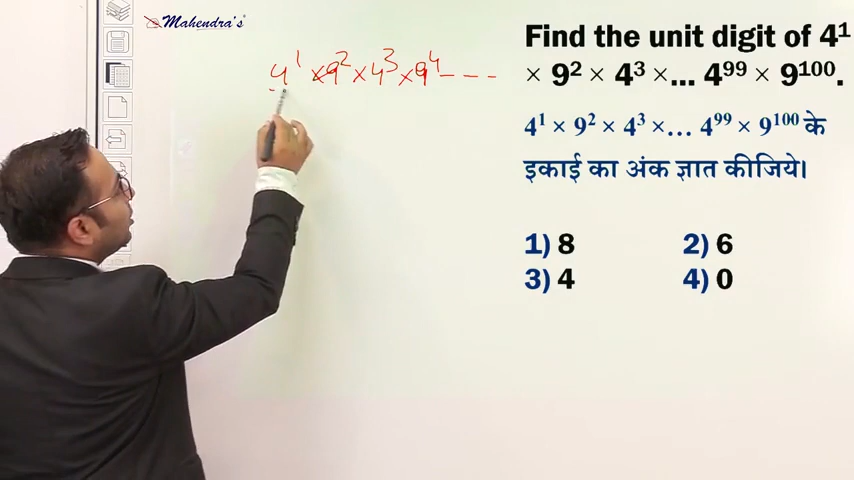 Mahendra's
4¹ × 9² × 4³ × 9⁴ - - -
Find the unit digit of 4¹
× 9² × 4³ ×... 4⁹⁹ × 9¹⁰⁰.
4¹ × 9² × 4³ ×... 4⁹⁹ × 9¹⁰⁰ के
इकाई का अंक ज्ञात कीजिये।
1) 8 2) 6
3) 4 4) 0